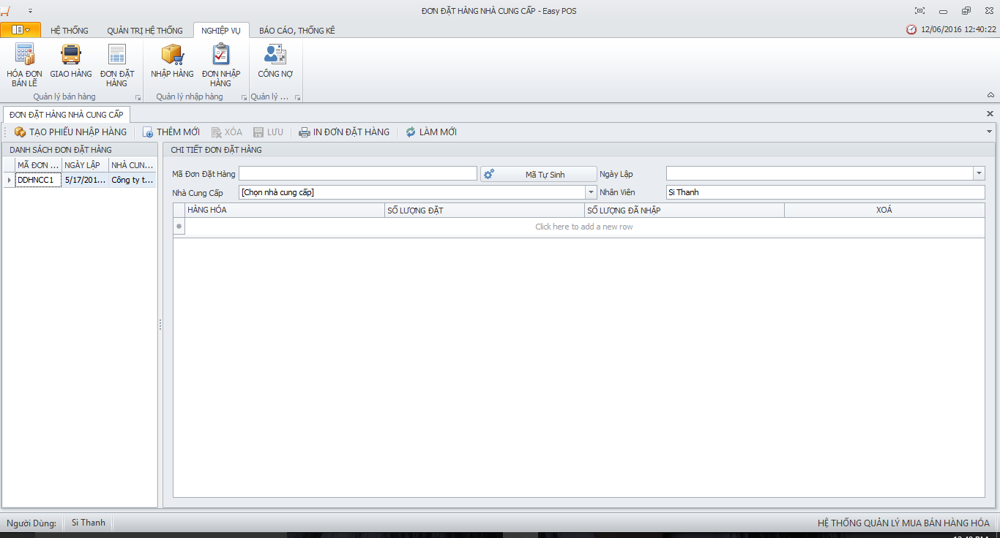 ĐƠN ĐẶT HÀNG NHÀ CUNG CẤP - Easy POS
HỆ THỐNG QUẢN TRỊ HỆ THỐNG NGHIỆP VỤ BÁO CÁO, THỐNG KÊ 12/06/2016 12:40:22
HÓA ĐƠN BÁN LẺ
GIAO HÀNG
ĐƠN ĐẶT HÀNG
NHẬP HÀNG
ĐƠN NHẬP HÀNG
CÔNG NỢ
Quản lý bán hàng Quản lý nhập hàng Quản lý ...
ĐƠN ĐẶT HÀNG NHÀ CUNG CẤP
TẠO PHIẾU NHẬP HÀNG THÊM MỚI XÓA LƯU IN ĐƠN ĐẶT HÀNG LÀM MỚI
DANH SÁCH ĐƠN ĐẶT HÀNG
MÃ ĐƠN ... NGÀY LẬP NHÀ CUN...
DDHNCC1 5/17/201... Công ty t...
CHI TIẾT ĐƠN ĐẶT HÀNG
Mã Đơn Đặt Hàng Mã Tự Sinh Ngày Lập
Nhà Cung Cấp [Chọn nhà cung cấp] Nhân Viên Si Thanh
HÀNG HÓA SỐ LƯỢNG ĐẶT SỐ LƯỢNG ĐÃ NHẬP XOÁ
Click here to add a new row
Người Dùng: Si Thanh HỆ THỐNG QUẢN LÝ MUA BÁN HÀNG HÓA